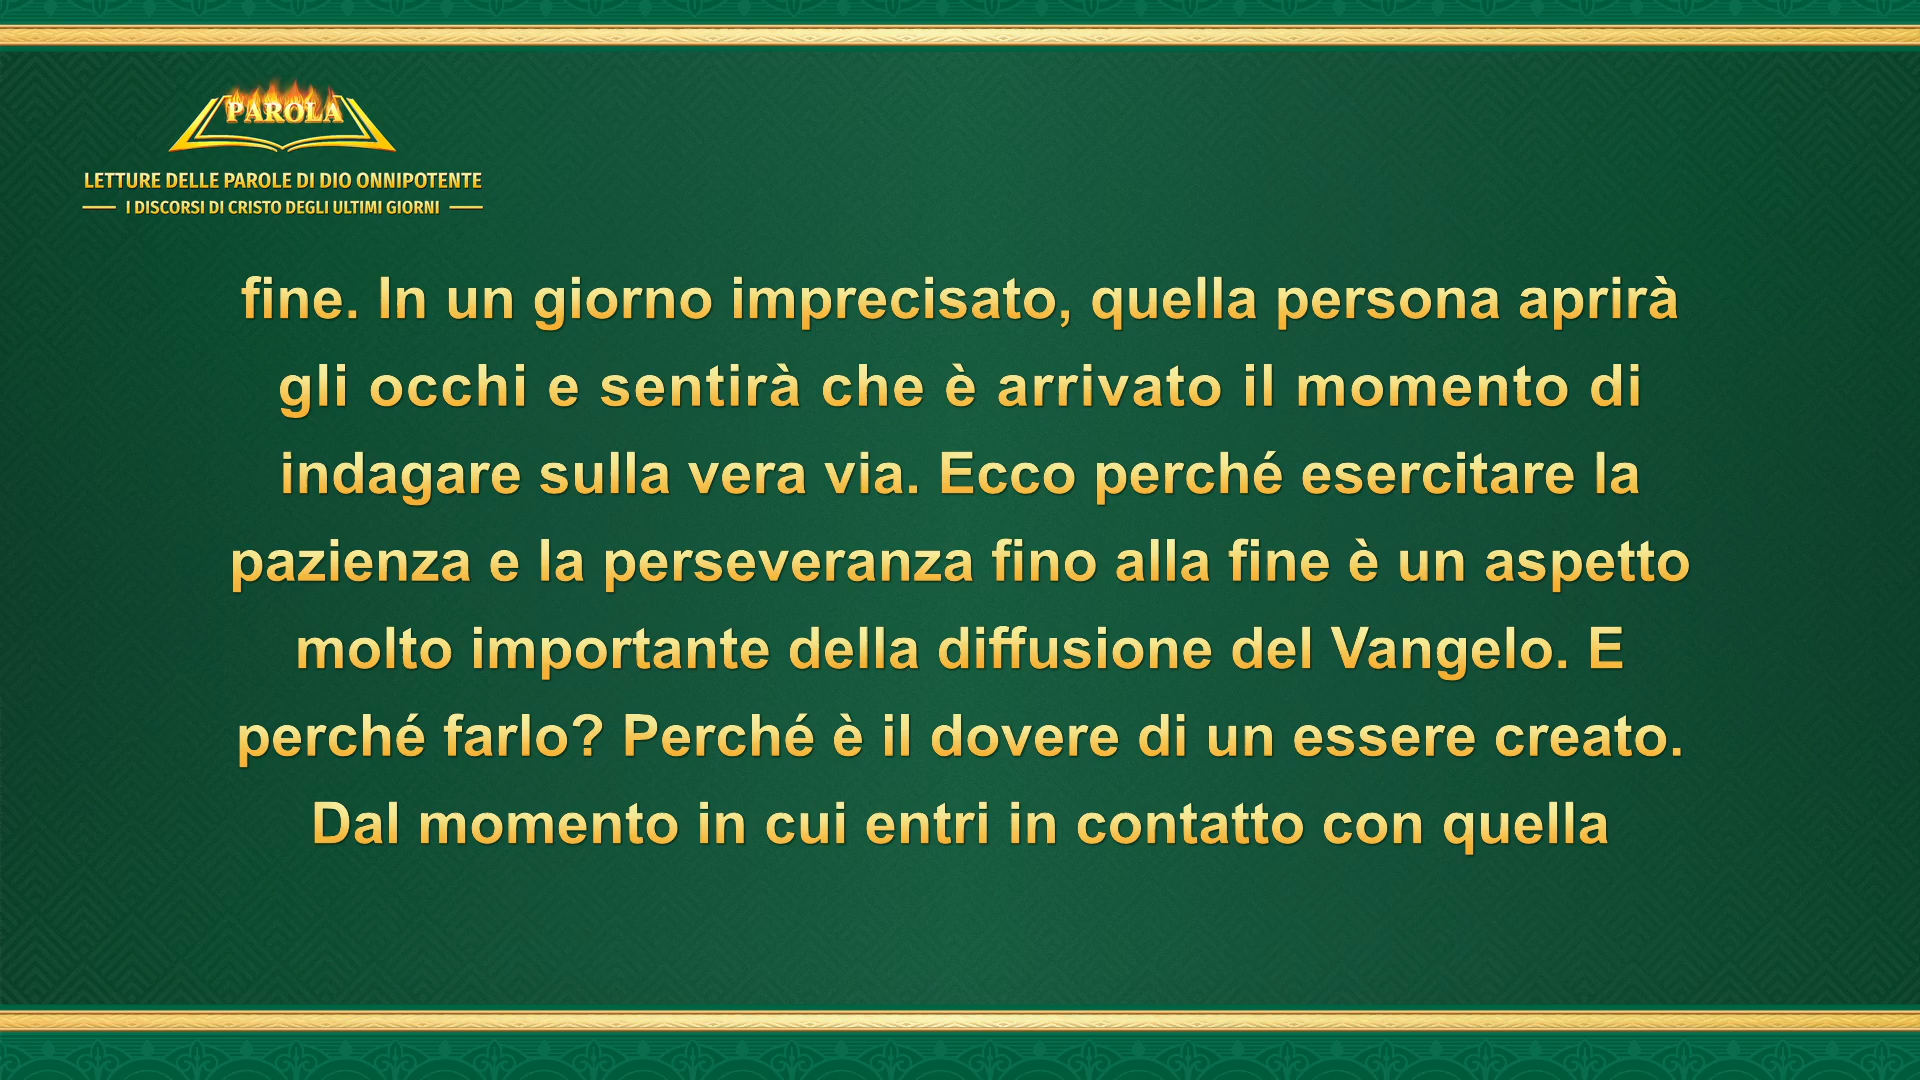 PAROLA
LETTURE DELLE PAROLE DI DIO ONNIPOTENTE
I DISCORSI DI CRISTO DEGLI ULTIMI GIORNI
fine. In un giorno imprecisato, quella persona aprirà
gli occhi e sentirà che è arrivato il momento di
indagare sulla vera via. Ecco perché esercitare la
pazienza e la perseveranza fino alla fine è un aspetto
molto importante della diffusione del Vangelo. E
perché farlo? Perché è il dovere di un essere creato.
Dal momento in cui entri in contatto con quella